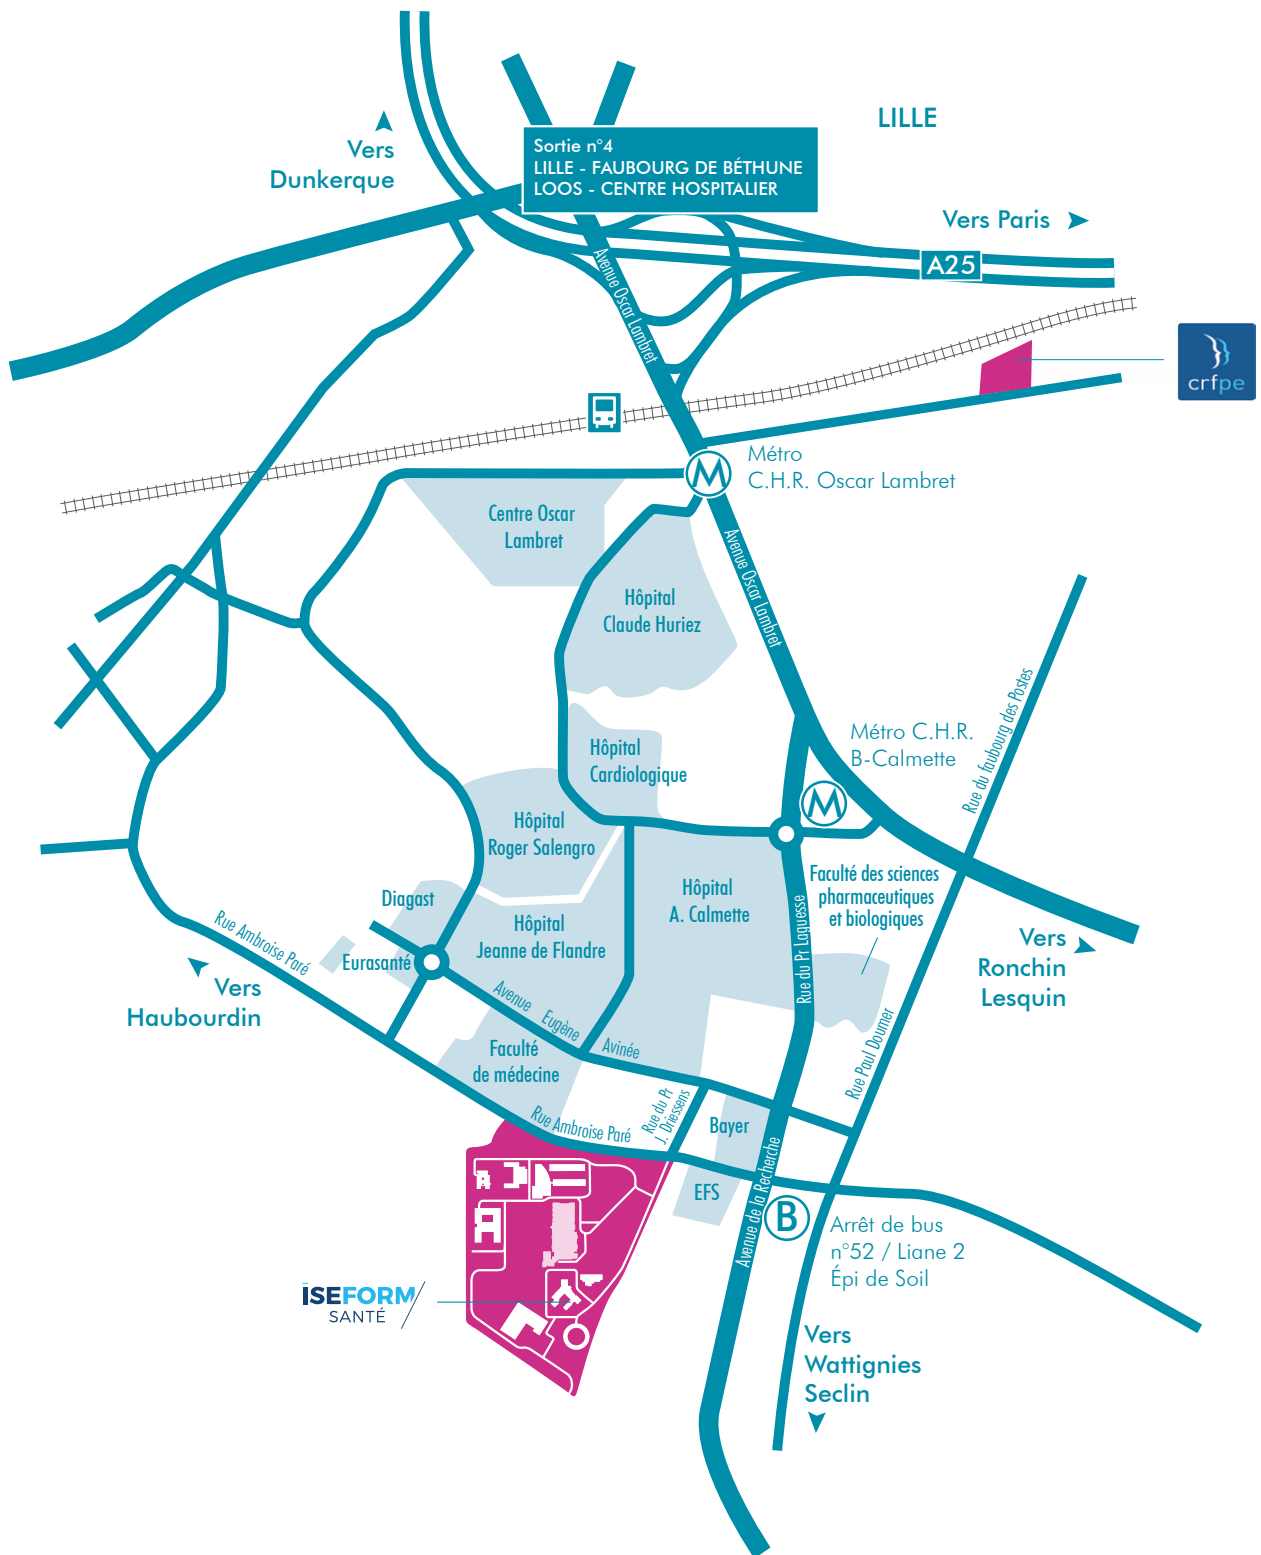 LILLE
Vers
Dunkerque
Sortie n°4
LILLE - FAUBOURG DE BÉTHUNE
LOOS - CENTRE HOSPITALIER
Vers Paris
A25
Avenue Oscar Lambret
crfpe
Métro
C.H.R. Oscar Lambret
Centre Oscar
Lambret
Avenue Oscar Lambret
Hôpital
Claude Huriez
Rue du faubourg des Postes
Métro C.H.R.
B-Calmette
Hôpital
Cardiologique
Hôpital
Roger Salengro
Faculté des sciences
pharmaceutiques
et biologiques
Hôpital
A. Calmette
Diagast
Rue du Pr Laguesse
Hôpital
Jeanne de Flandre
Rue Ambroise Paré
Eurasanté
Vers
Ronchin
Lesquin
Vers
Haubourdin
Avenue Eugène Avinée
Rue Paul Doumer
Faculté
de médecine
Rue du Pr
J. Driessens
Rue Ambroise Paré
Bayer
Avenue de la Recherche
EFS
B
Arrêt de bus
n°52 / Liane 2
Épi de Soil
ISEFORM
SANTÉ
Vers
Wattignies
Seclin
M
M